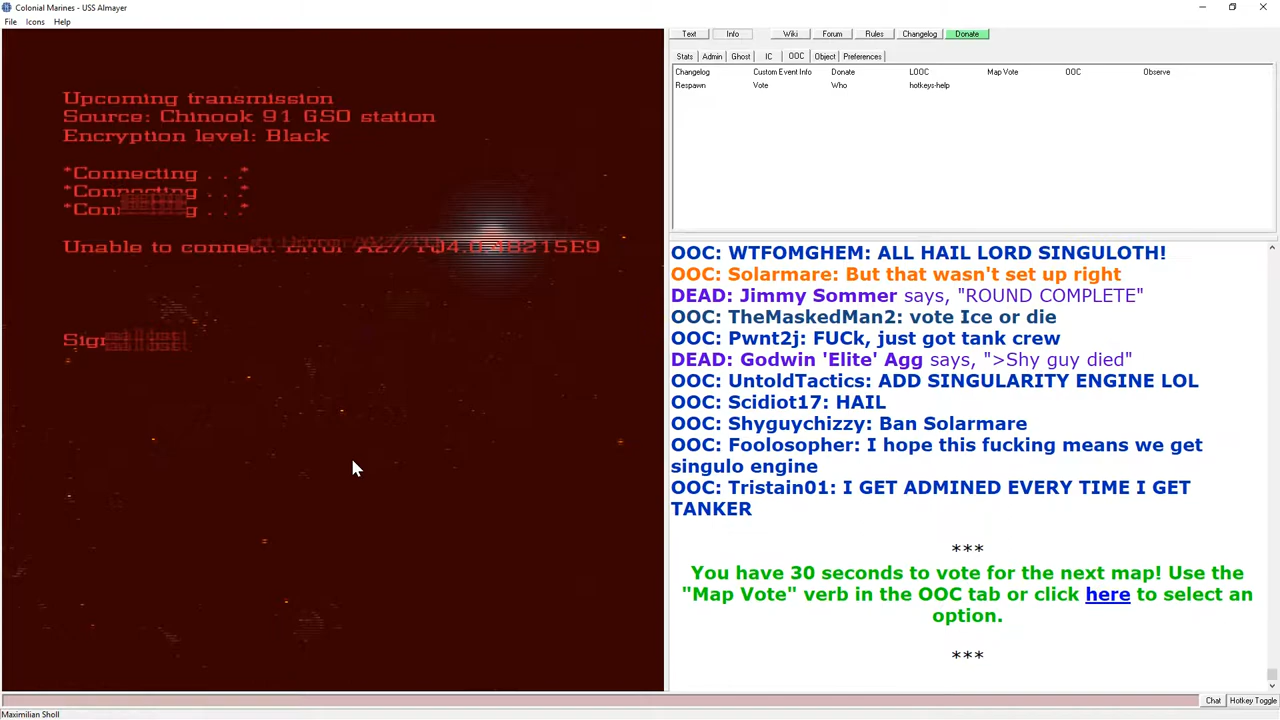 Colonial Marines - USS Almayer
File Icons Help
Text Info Wiki Forum Rules Changelog Donate
Stats Admin Ghost IC OOC Object Preferences
Changelog Custom Event Info Donate LOOC Map Vote OOC Observe
Respawn Vote Who hotkeys-help
Upcoming transmission
Source: Chinook 91 GSO station
Encryption level: Black
*Connecting . . .*
*Connecting . . .*
. . .*
Unable to connect. Error
OOC: WTFOMGHEM: ALL HAIL LORD SINGULOTH!
OOC: Solarmare: But that wasn't set up right
DEAD: Jimmy Sommer says, "ROUND COMPLETE"
OOC: TheMaskedMan2: vote Ice or die
OOC: Pwnt2j: FUCk, just got tank crew
DEAD: Godwin 'Elite' Agg says, ">Shy guy died"
OOC: UntoldTactics: ADD SINGULARITY ENGINE LOL
OOC: Scidiot17: HAIL
OOC: Shyguychizzy: Ban Solarmare
OOC: Foolosopher: I hope this fucking means we get
singulo engine
OOC: Tristain01: I GET ADMINED EVERY TIME I GET
TANKER
***
You have 30 seconds to vote for the next map! Use the
"Map Vote" verb in the OOC tab or click here to select an
option.
***
Chat Hotkey Toggle
Maximilian Sholl